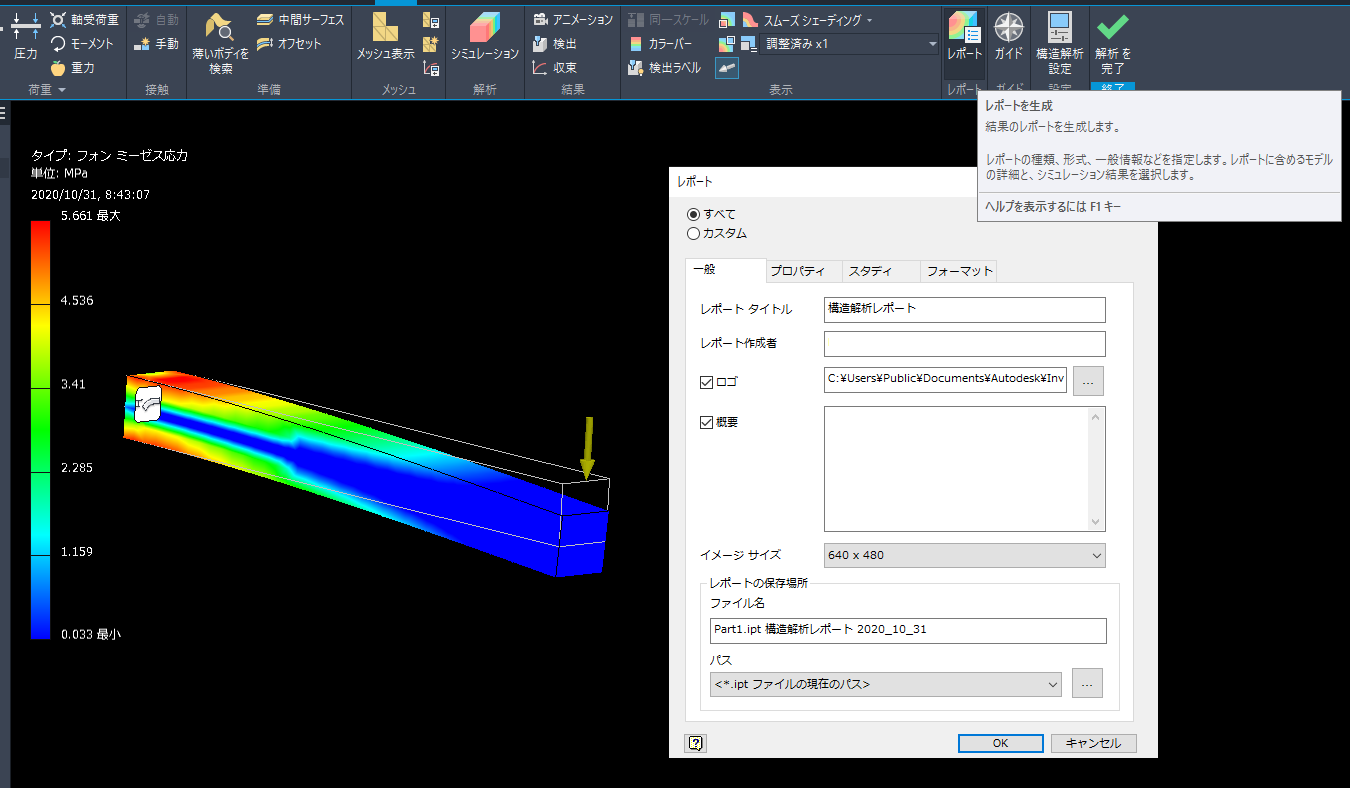 軸受荷重
自動
中間サーフェス
アニメーション
同一スケール
スムーズ シェーディング
モーメント
手動
オフセット
検出
カラーバー
調整済み x1
圧力
重力
薄いボディを
検索
メッシュ表示
シミュレーション
収束
検出ラベル
レポート
ガイド
構造解析
設定
解析 を
完了
荷重
接触
準備
メッシュ
解析
結果
表示
レポート
ガイド
設定
終了
レポートを生成
結果のレポートを生成します。
レポートの種類、形式、一般情報などを指定します。レポートに含めるモデル
の詳細と、シミュレーション結果を選択します。
ヘルプを表示するには F1 キー
タイプ: フォン ミーゼス応力
単位: MPa
2020/10/31, 8:43:07
5.661 最大
4.536
3.41
2.285
1.159
0.033 最小
レポート
すべて
カスタム
一般
プロパティ
スタディ
フォーマット
レポート タイトル
構造解析レポート
レポート作成者
ロゴ
C:¥Users¥Public¥Documents¥Autodesk¥Inv
...
概要
イメージ サイズ
640 x 480
レポートの保存場所
ファイル名
Part1.ipt 構造解析レポート 2020_10_31
パス
<*.ipt ファイルの現在のパス>
...
?
OK
キャンセル